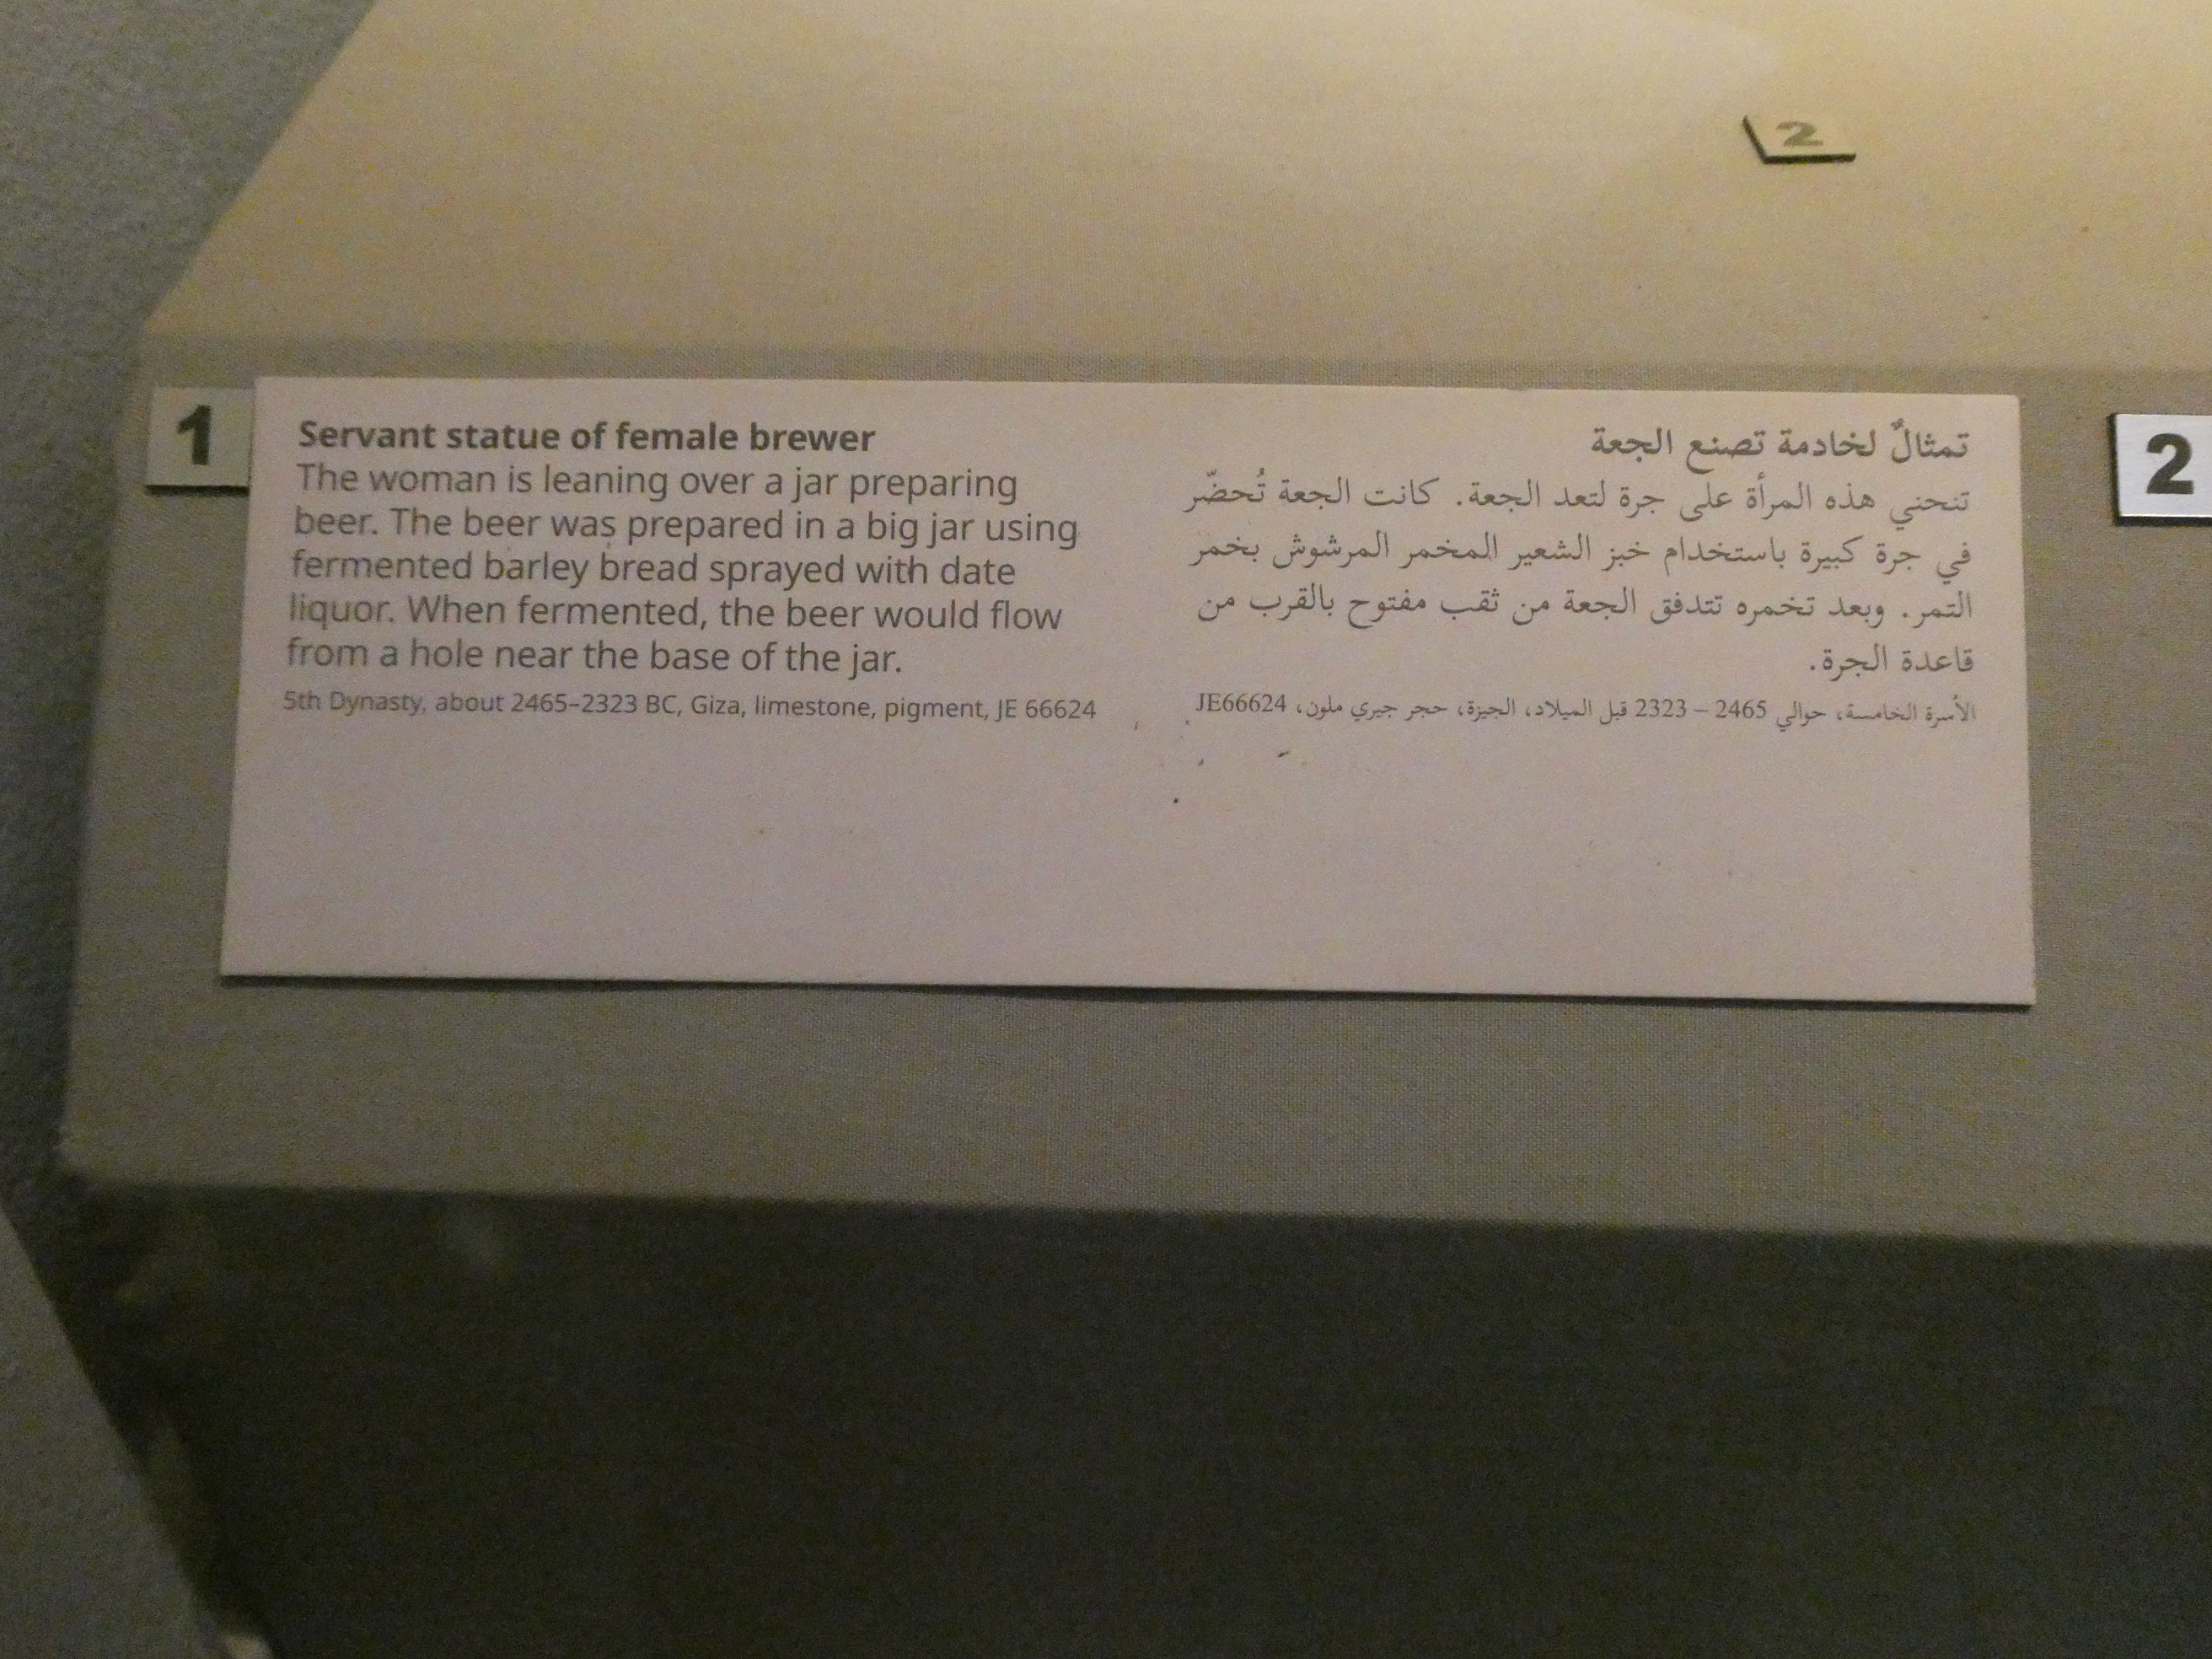 2
1
Servant statue of female brewer
The woman is leaning over a jar preparing
beer. The beer was prepared in a big jar using
fermented barley bread sprayed with date
liquor. When fermented, the beer would flow
from a hole near the base of the jar.
5th Dynasty, about 2465–2323 BC, Giza, limestone, pigment, JE 66624
تمثالٌ لخادمة تصنع الجعة
تنحني هذه المرأة على جرة لتعد الجعة. كانت الجعة تُحضّر
في جرة كبيرة باستخدام خبز الشعير المخمر المرشوش بخمر
التمر. وبعد تخمره تتدفق الجعة من ثقب مفتوح بالقرب من
قاعدة الجرة.
الأسرة الخامسة، حوالي 2465 – 2323 قبل الميلاد، الجيزة، حجر جيري ملون، JE66624
2